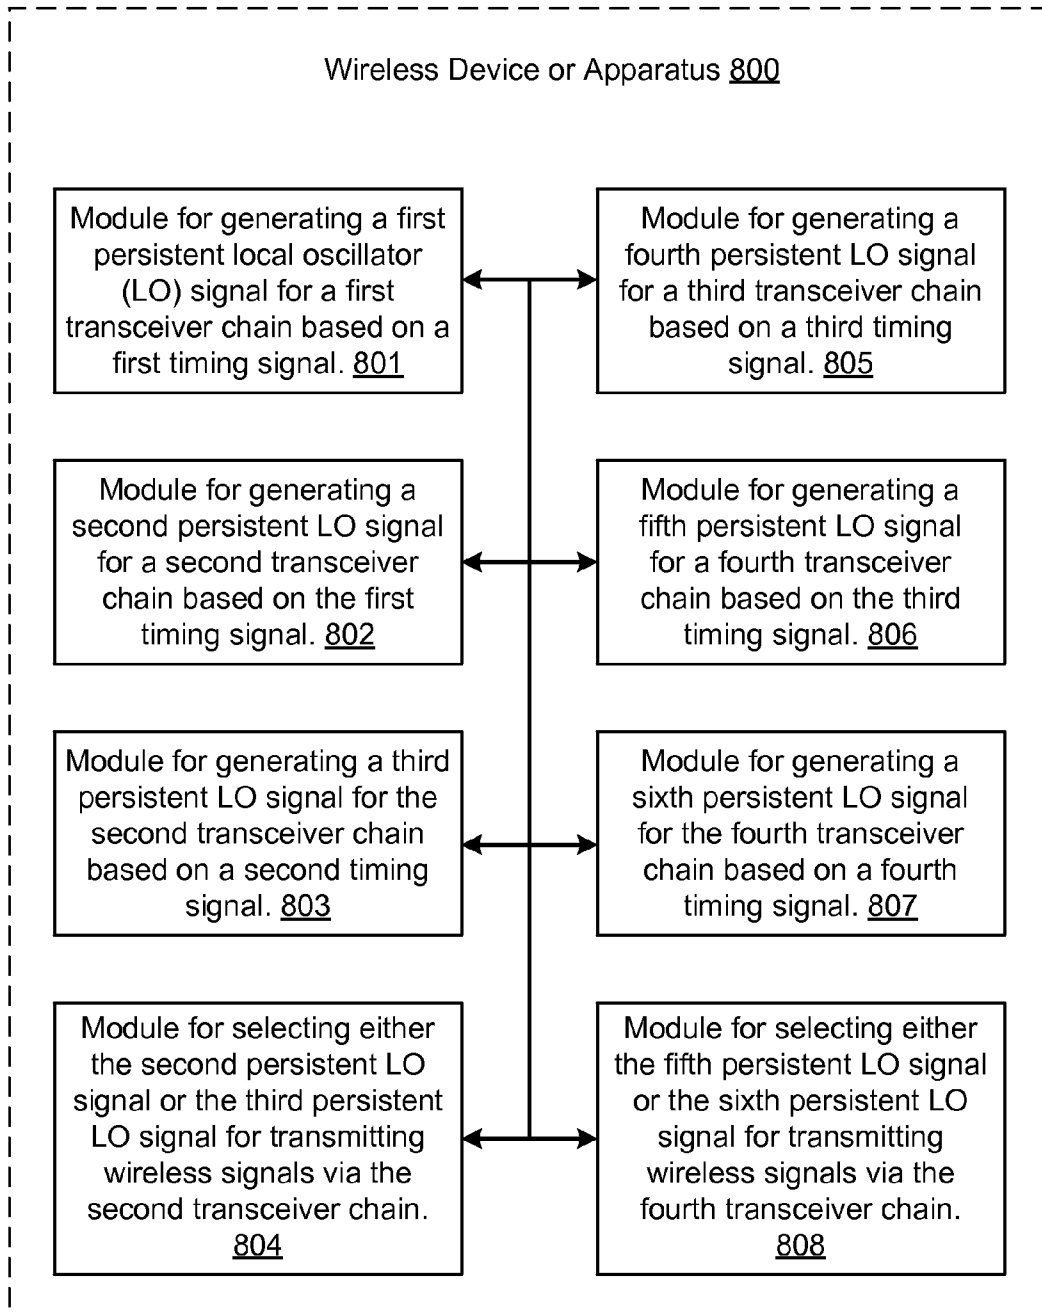 Wireless Device or Apparatus 800
Module for generating a first
persistent local oscillator
(LO) signal for a first
transceiver chain based on a
first timing signal. 801
Module for generating a
second persistent LO signal
for a second transceiver
chain based on the first
timing signal. 802
Module for generating a third
persistent LO signal for the
second transceiver chain
based on a second timing
signal. 803
Module for selecting either
the second persistent LO
signal or the third persistent
LO signal for transmitting
wireless signals via the
second transceiver chain.
804
Module for generating a
fourth persistent LO signal
for a third transceiver chain
based on a third timing
signal. 805
Module for generating a
fifth persistent LO signal
for a fourth transceiver
chain based on the third
timing signal. 806
Module for generating a
sixth persistent LO signal
for the fourth transceiver
chain based on a fourth
timing signal. 807
Module for selecting either
the fifth persistent LO signal
or the sixth persistent LO
signal for transmitting
wireless signals via the
fourth transceiver chain.
808